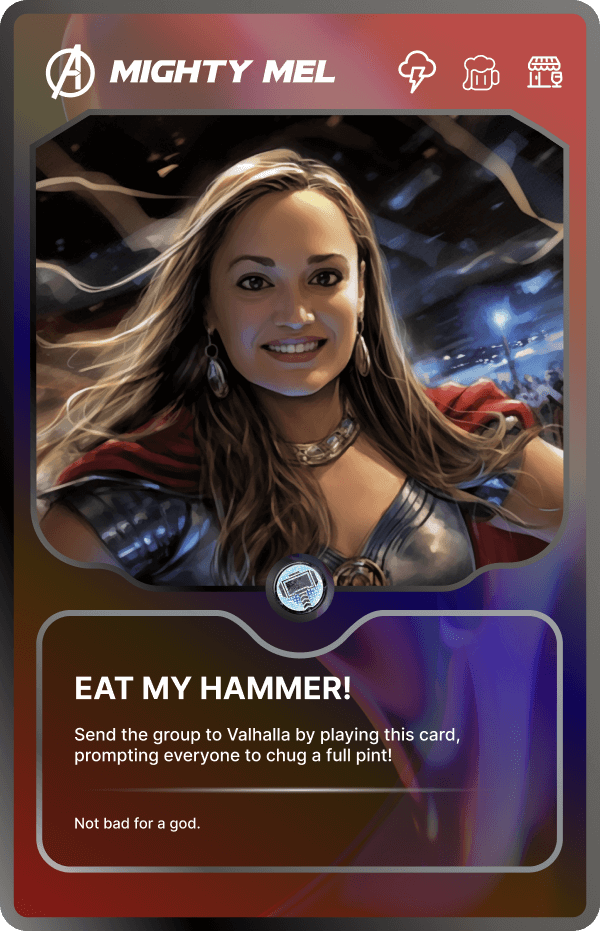 MIGHTY MEL
EAT MY HAMMER!
Send the group to Valhalla by playing this card,
prompting everyone to chug a full pint!
Not bad for a god.